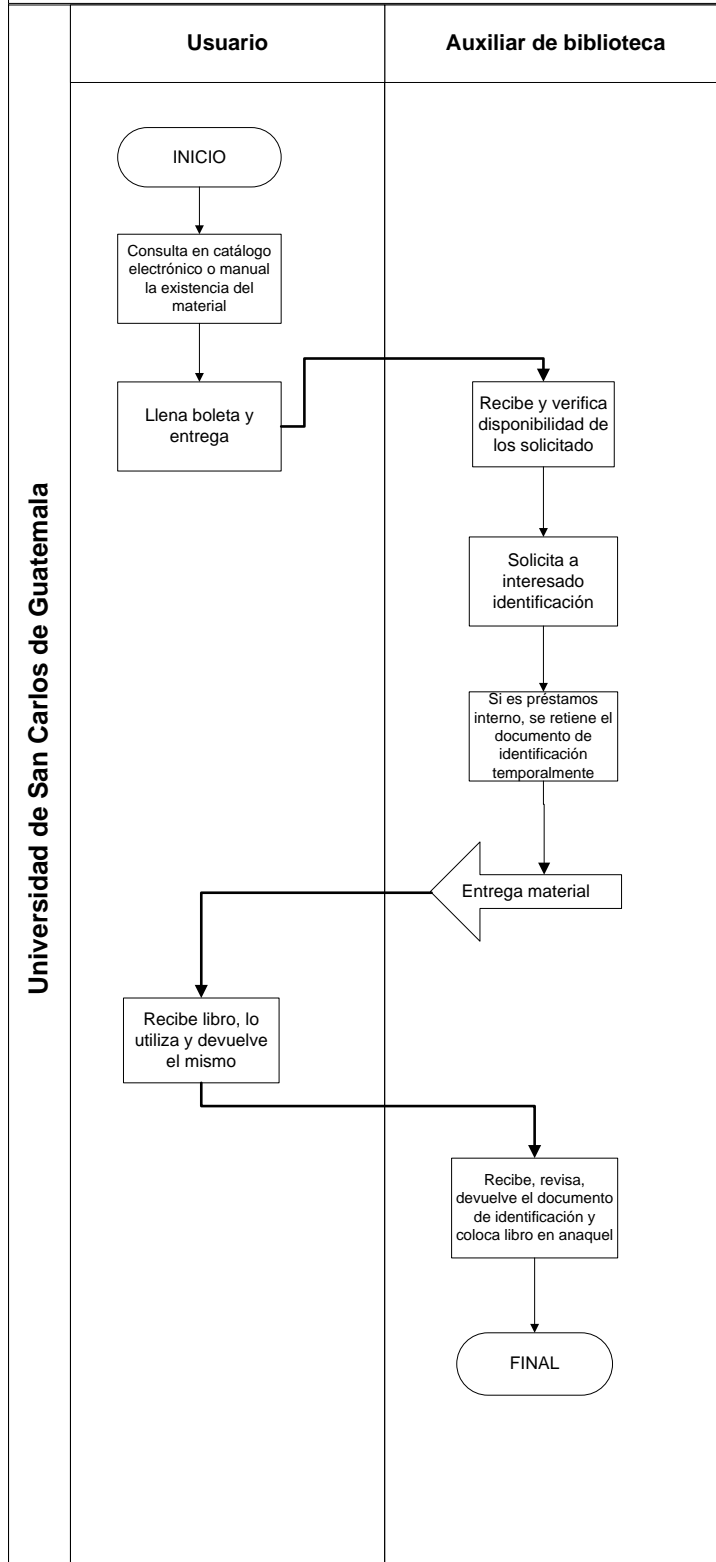 Usuario
Auxiliar de biblioteca
Universidad de San Carlos de Guatemala
INICIO
Consulta en catálogo
electrónico o manual
la existencia del
material
Llena boleta y
entrega
Recibe y verifica
disponibilidad de
los solicitado
Solicita a
interesado
identificación
Si es préstamos
interno, se retiene el
documento de
identificación
temporalmente
Entrega material
Recibe libro, lo
utiliza y devuelve
el mismo
Recibe, revisa,
devuelve el documento
de identificación y
coloca libro en anaquel
FINAL